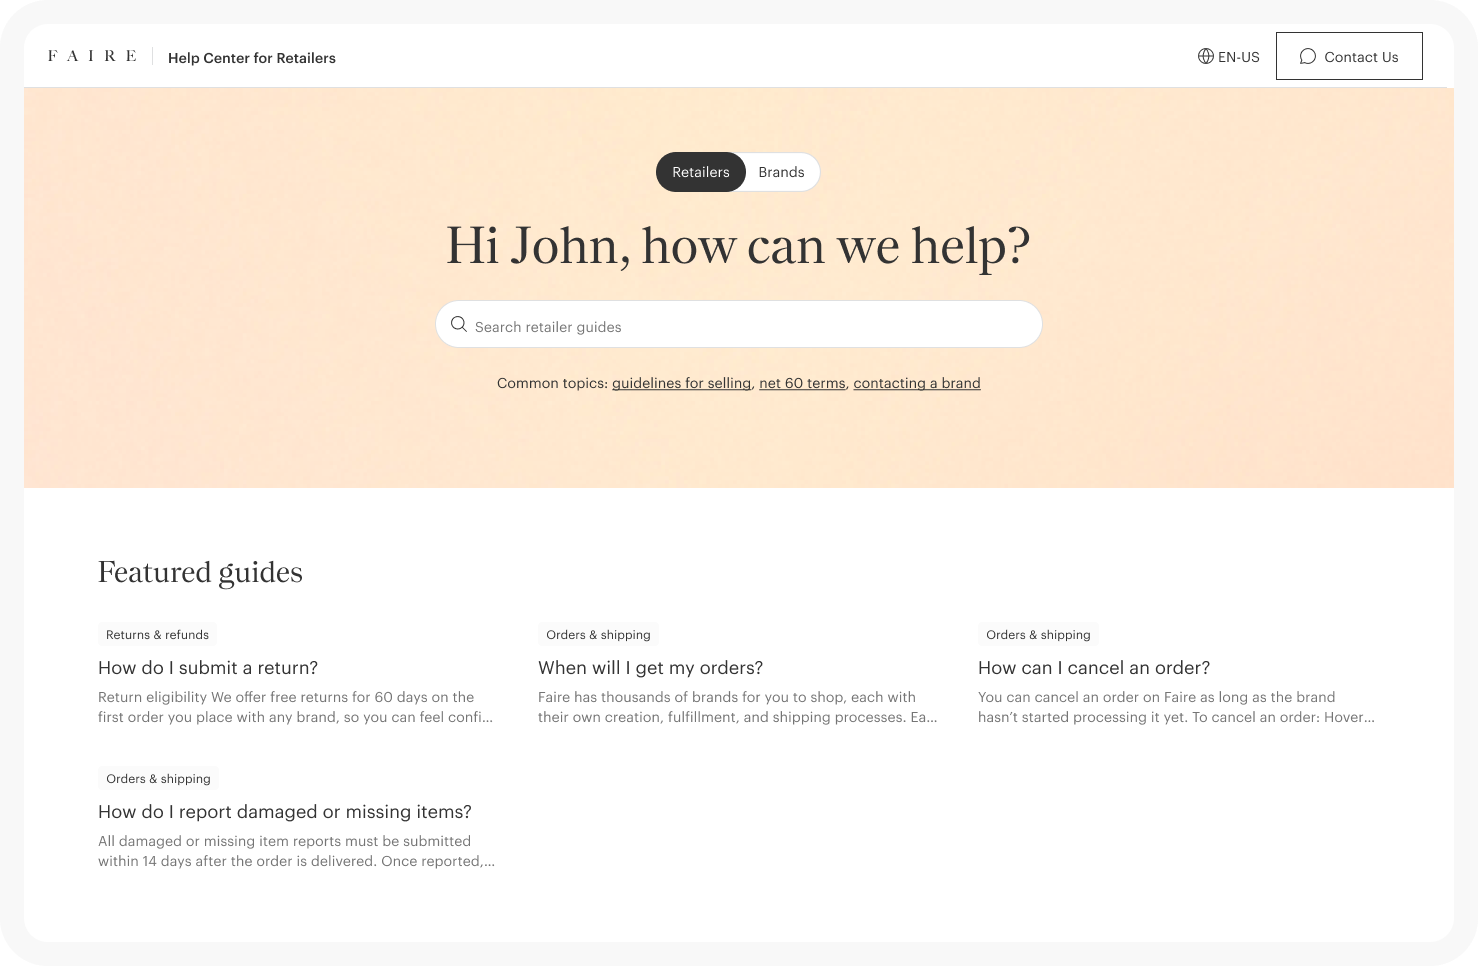 FAIRE
Help Center for Retailers
EN-US
Contact Us
Retailers
Brands
Hi John, how can we help?
Search retailer guides
Common topics: guidelines for selling, net 60 terms, contacting a brand
Featured guides
Returns & refunds
How do I submit a return?
Return eligibility We offer free returns for 60 days on the
first order you place with any brand, so you can feel confi...
Orders & shipping
When will I get my orders?
Faire has thousands of brands for you to shop, each with
their own creation, fulfillment, and shipping processes. Ea...
Orders & shipping
How can I cancel an order?
You can cancel an order on Faire as long as the brand
hasn’t started processing it yet. To cancel an order: Hover...
Orders & shipping
How do I report damaged or missing items?
All damaged or missing item reports must be submitted
within 14 days after the order is delivered. Once reported,...